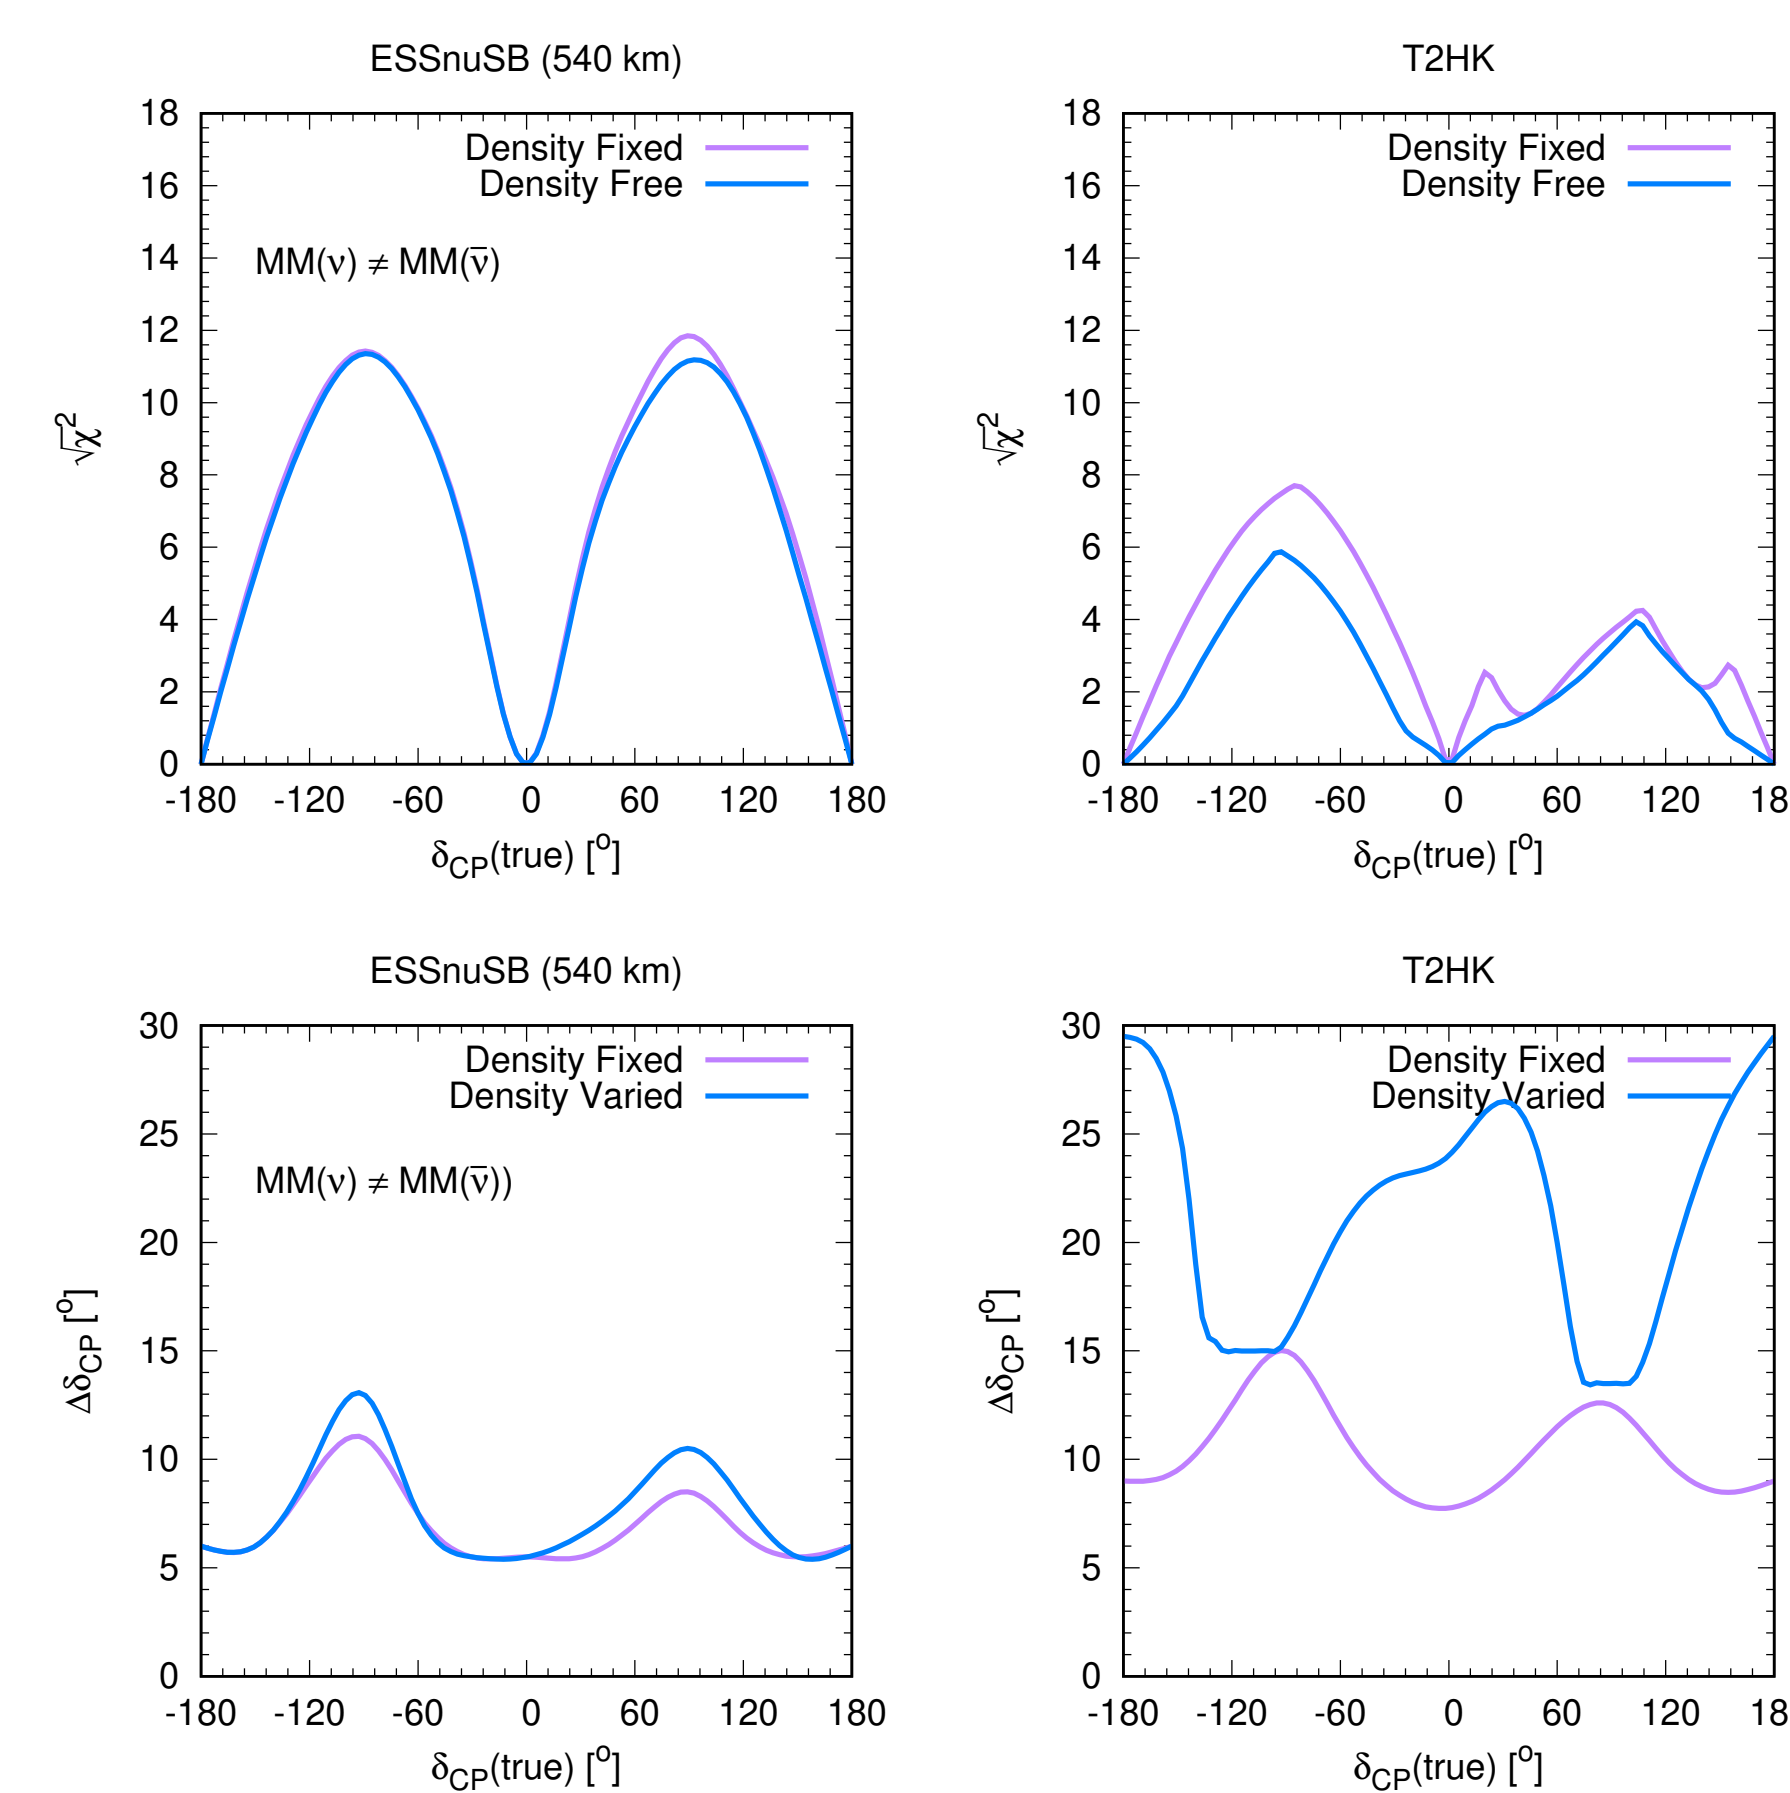 ESSnuSB (540 km)
18
16
14
12
10
8
6
4
2
0
√χ²
Density Fixed
Density Free
MM(ν) ≠ MM(ν̅)
-180 -120 -60 0 60 120 180
δCP(true) [o]
T2HK
18
16
14
12
10
8
6
4
2
0
√χ²
Density Fixed
Density Free
-180 -120 -60 0 60 120 18
δCP(true) [o]
ESSnuSB (540 km)
30
25
20
15
10
5
0
ΔδCP [o]
Density Fixed
Density Varied
MM(ν) ≠ MM(ν̅))
-180 -120 -60 0 60 120 180
δCP(true) [o]
T2HK
30
25
20
15
10
5
0
ΔδCP [o]
Density Fixed
Density Varied
-180 -120 -60 0 60 120 18
δCP(true) [o]